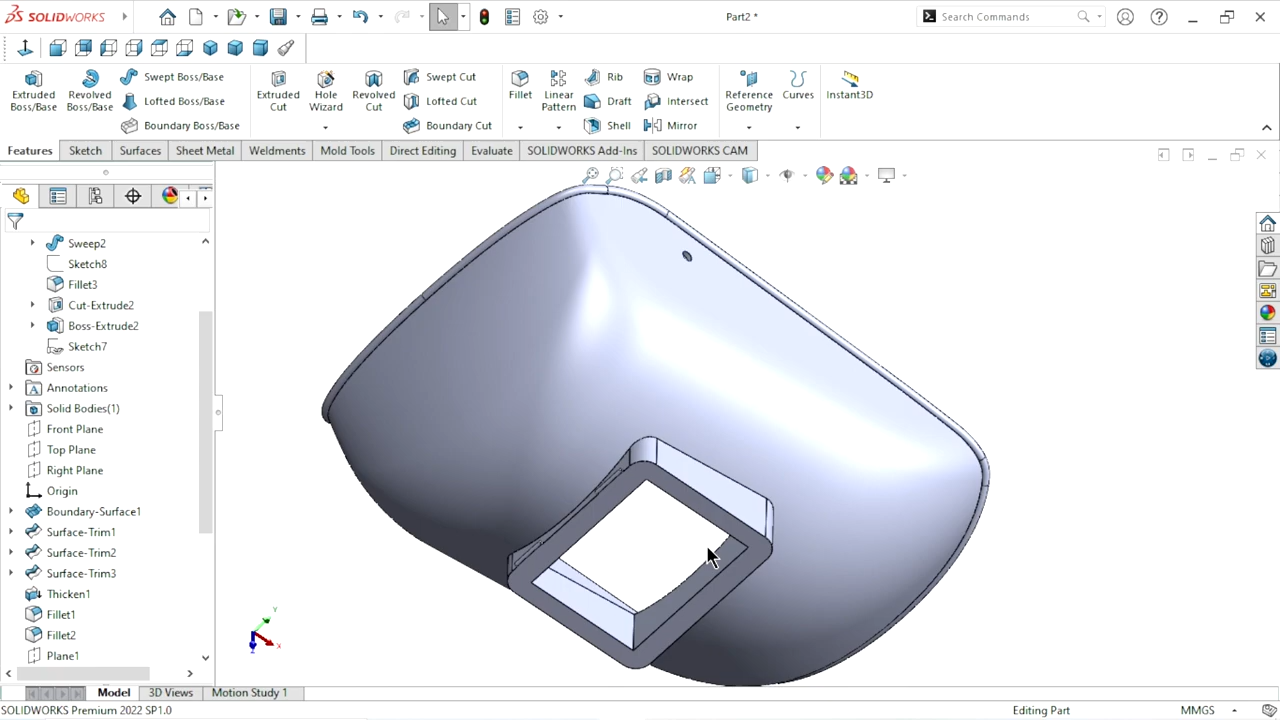 SOLIDWORKS
Part2 *
Search Commands
Extruded Boss/Base
Revolved Boss/Base
Swept Boss/Base
Lofted Boss/Base
Boundary Boss/Base
Extruded Cut
Hole Wizard
Revolved Cut
Swept Cut
Lofted Cut
Boundary Cut
Fillet
Linear Pattern
Rib
Draft
Shell
Wrap
Intersect
Mirror
Reference Geometry
Curves
Instant3D
Features
Sketch
Surfaces
Sheet Metal
Weldments
Mold Tools
Direct Editing
Evaluate
SOLIDWORKS Add-Ins
SOLIDWORKS CAM
Sweep2
Sketch8
Fillet3
Cut-Extrude2
Boss-Extrude2
Sketch7
Sensors
Annotations
Solid Bodies(1)
Front Plane
Top Plane
Right Plane
Origin
Boundary-Surface1
Surface-Trim1
Surface-Trim2
Surface-Trim3
Thicken1
Fillet1
Fillet2
Plane1
Y
X
Z
Model
3D Views
Motion Study 1
SOLIDWORKS Premium 2022 SP1.0
Editing Part
MMGS